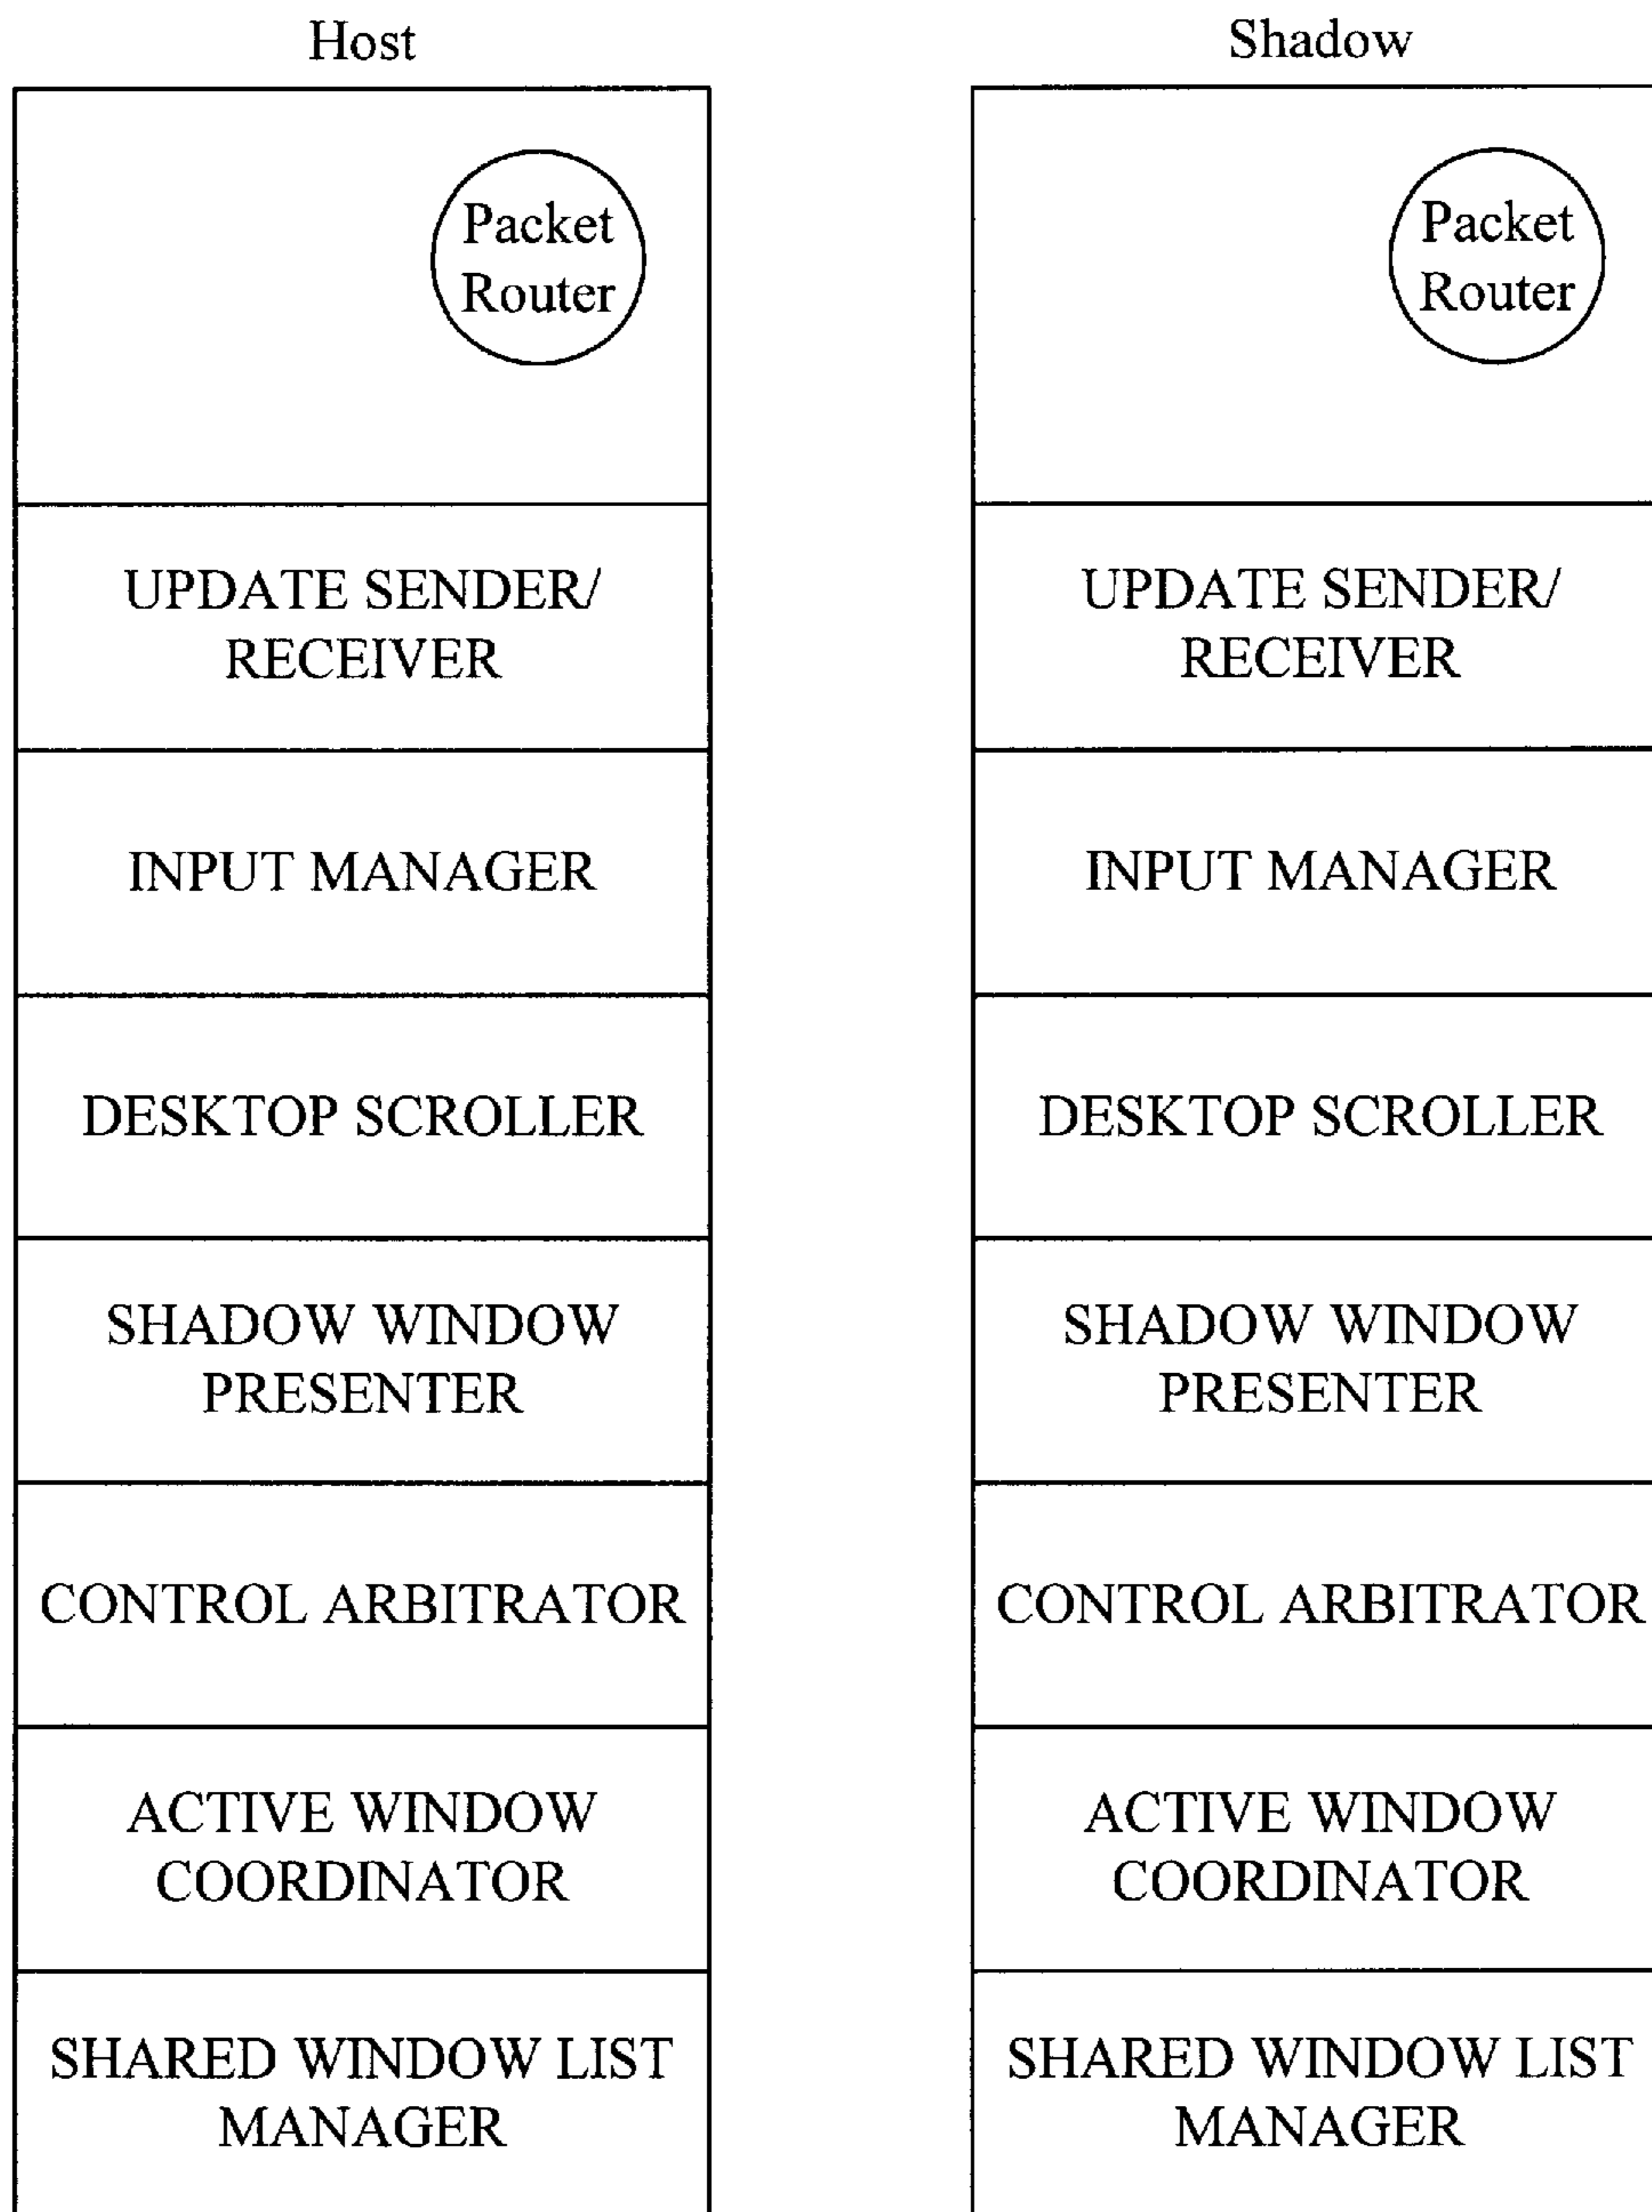 Host
Packet
Router
UPDATE SENDER/
RECEIVER
INPUT MANAGER
DESKTOP SCROLLER
SHADOW WINDOW
PRESENTER
CONTROL ARBITRATOR
ACTIVE WINDOW
COORDINATOR
SHARED WINDOW LIST
MANAGER
Shadow
Packet
Router
UPDATE SENDER/
RECEIVER
INPUT MANAGER
DESKTOP SCROLLER
SHADOW WINDOW
PRESENTER
CONTROL ARBITRATOR
ACTIVE WINDOW
COORDINATOR
SHARED WINDOW LIST
MANAGER